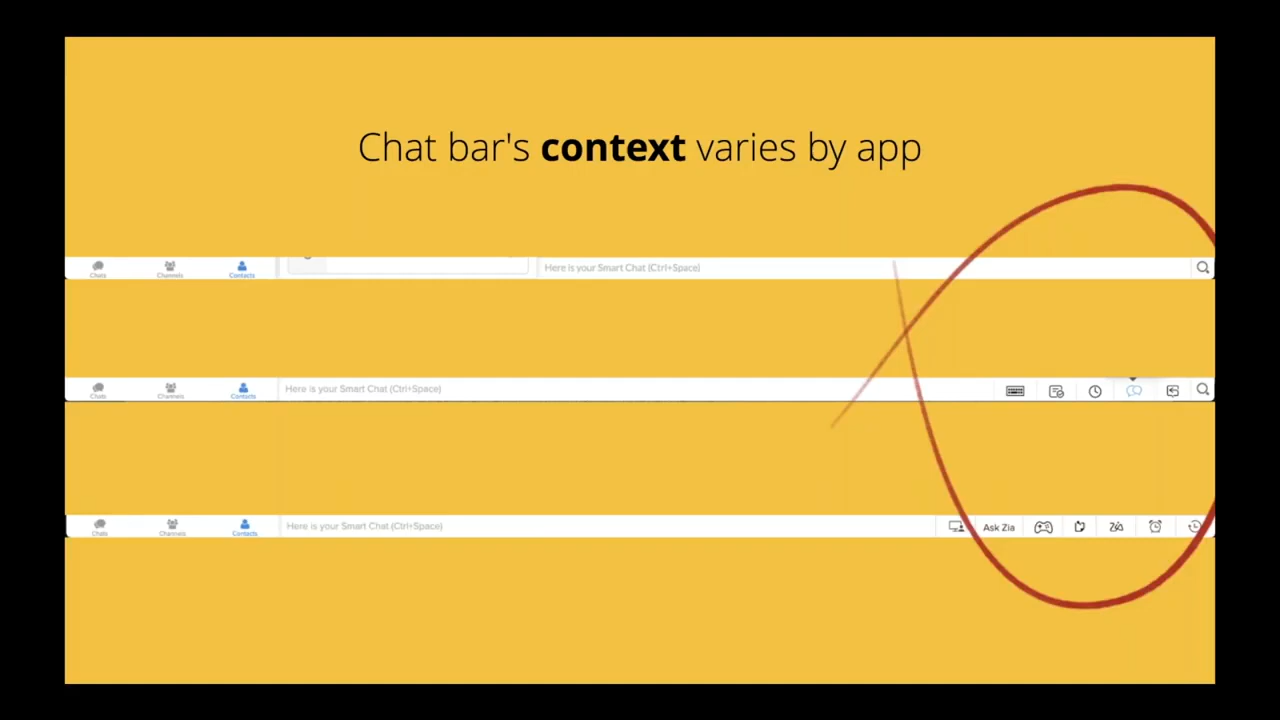 Chat bar's context varies by app
Chats Channels Contacts Here is your Smart Chat (Ctrl+Space)
Chats Channels Contacts Here is your Smart Chat (Ctrl+Space)
Chats Channels Contacts Here is your Smart Chat (Ctrl+Space) Ask Zia